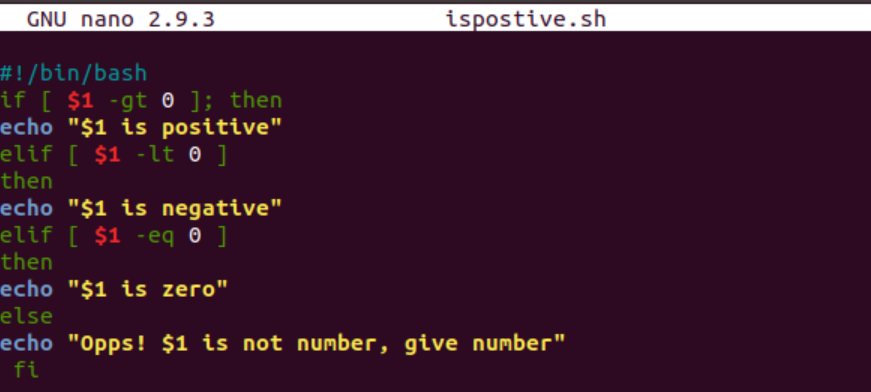 GNU nano 2.9.3 ispostive.sh
#!/bin/bash
if [ $1 -gt 0 ]; then
echo "$1 is positive"
elif [ $1 -lt 0 ]
then
echo "$1 is negative"
elif [ $1 -eq 0 ]
then
echo "$1 is zero"
else
echo "Opps! $1 is not number, give number"
fi